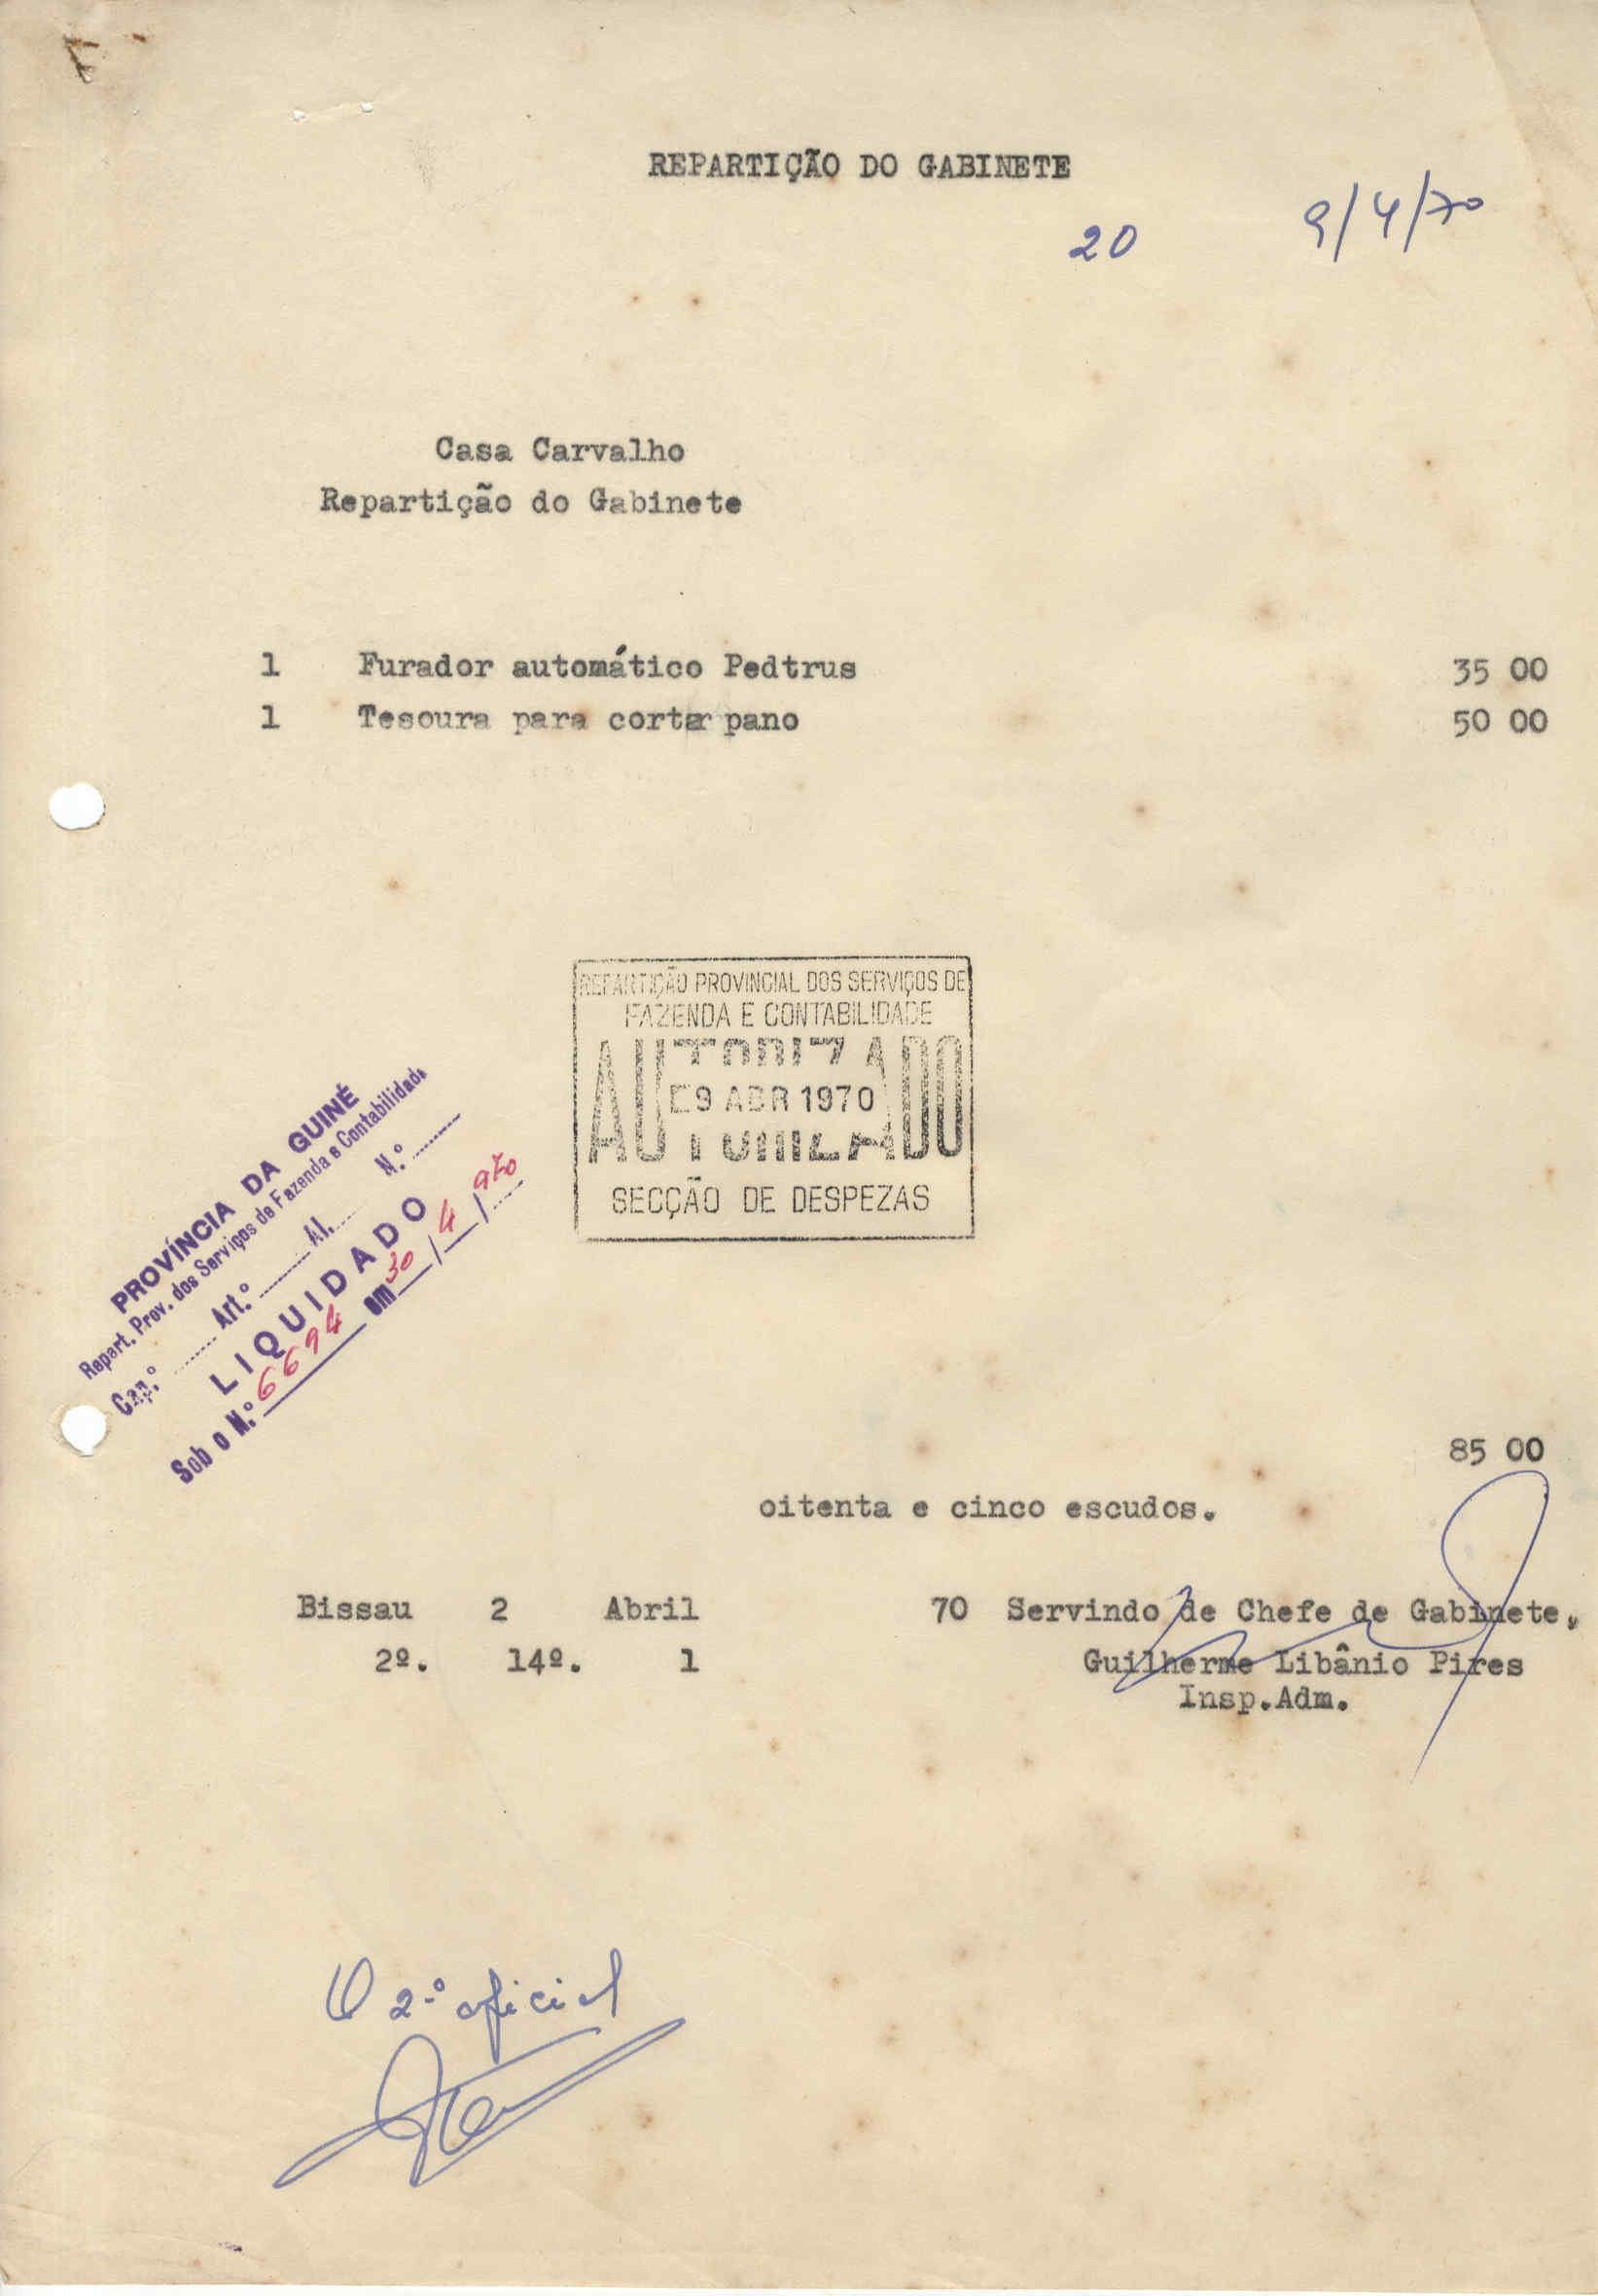 REPARTIÇÃO DO GABINETE
20 9/4/70
Casa Carvalho
Repartição do Gabinete
1 Furador automático Pedtrus 35 00
1 Tesoura para cortar pano 50 00
REPARTIÇÃO PROVINCIAL DOS SERVIÇOS DE
FAZENDA E CONTABILIDADE
AUTORIZADO
9 ABR 1970
AUTORIZADO
SECÇÃO DE DESPEZAS
PROVÍNCIA DA GUINÉ
Repart. Prov. dos Serviços de Fazenda e Contabilidade
Cap.º Art.º Al. N.º
LIQUIDADO
Sob o N.º 6694 em 30/4/970
85 00
oitenta e cinco escudos.
Bissau 2 Abril 70 Servindo de Chefe de Gabinete,
2º. 14º. 1 Guilherme Libânio Pires
Insp.Adm.
O 2.º oficial